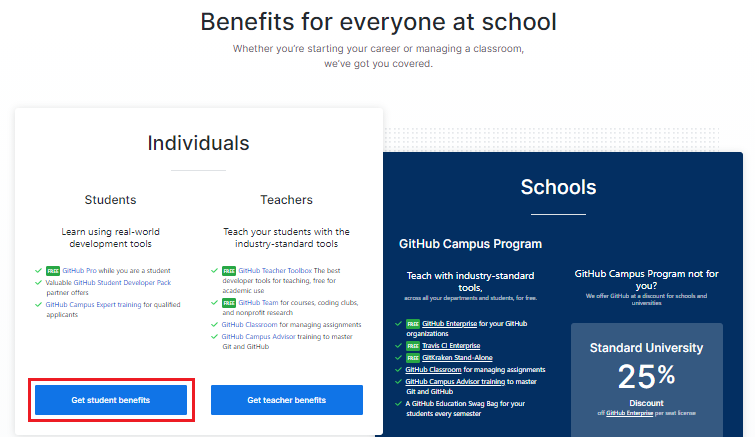 Benefits for everyone at school
Whether you're starting your career or managing a classroom,
we've got you covered.
Individuals
Students
Learn using real-world
development tools
FREE GitHub Pro while you are a student
Valuable GitHub Student Developer Pack
partner offers
GitHub Campus Expert training for qualified
applicants
Get student benefits
Teachers
Teach your students with the
industry-standard tools
FREE GitHub Teacher Toolbox The best
developer tools for teaching, free for
academic use
FREE GitHub Team for courses, coding clubs,
and nonprofit research
GitHub Classroom for managing assignments
GitHub Campus Advisor training to master
Git and GitHub
Get teacher benefits
Schools
GitHub Campus Program
Teach with industry-standard
tools,
across all your departments and students, for free.
FREE GitHub Enterprise for your GitHub
organizations
FREE Travis CI Enterprise
FREE GitKraken Stand-Alone
GitHub Classroom for managing assignments
GitHub Campus Advisor training to master
Git and GitHub
A GitHub Education Swag Bag for your
students every semester
GitHub Campus Program not for
you?
We offer GitHub at a discount for schools and
universities
Standard University
25%
Discount
off GitHub Enterprise per seat license